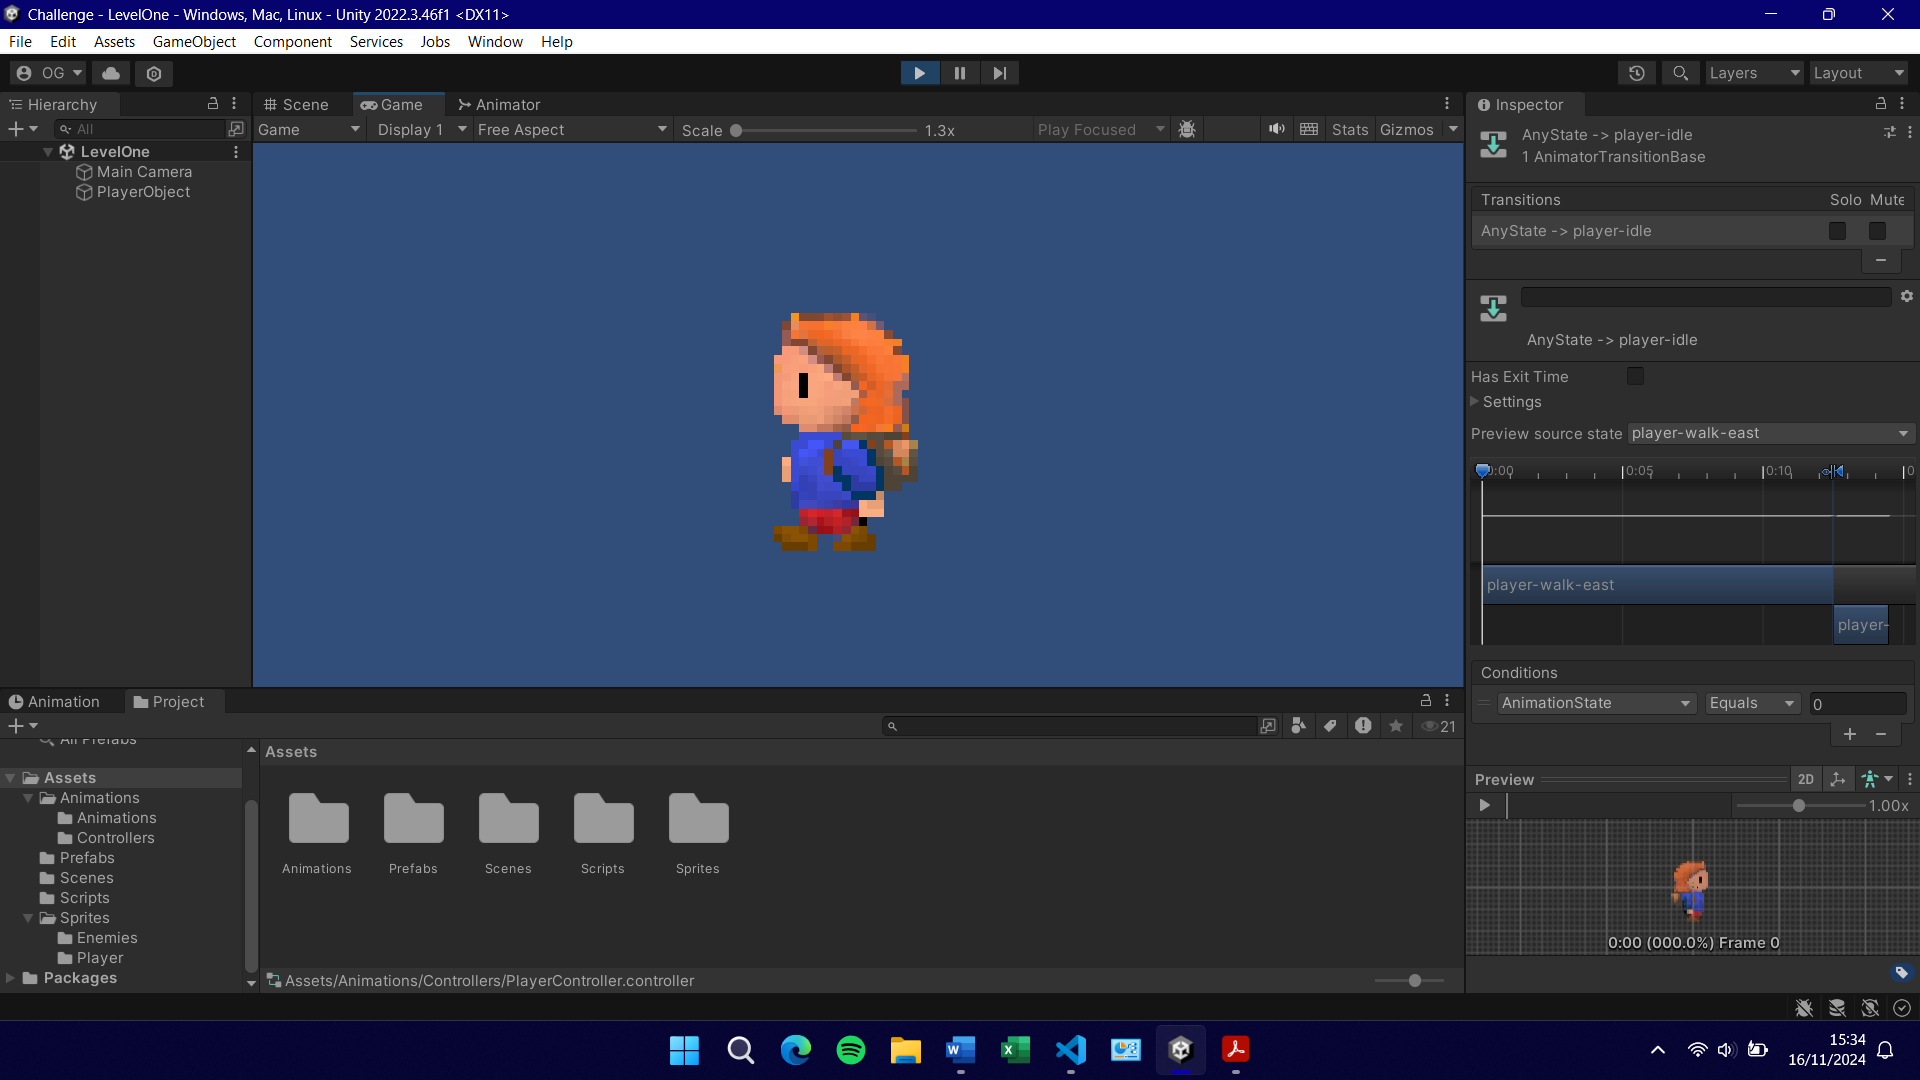 Challenge - LevelOne - Windows, Mac, Linux - Unity 2022.3.46f1 <DX11>
File Edit Assets GameObject Component Services Jobs Window Help
OG Layers Layout
Hierarchy Scene Game Animator Inspector
All Game Display 1 Free Aspect Scale 1.3x Play Focused Stats Gizmos
LevelOne
Main Camera
PlayerObject
AnyState -> player-idle
1 AnimatorTransitionBase
Transitions Solo Mute
AnyState -> player-idle
AnyState -> player-idle
Has Exit Time
Settings
Preview source state player-walk-east
0:00 0:05 0:10 0
player-walk-east
player-
Conditions
AnimationState Equals 0
Animation Project
21
All Prefabs
Assets
Animations
Animations
Controllers
Prefabs
Scenes
Scripts
Sprites
Enemies
Player
Packages
Assets
Animations Prefabs Scenes Scripts Sprites
Assets/Animations/Controllers/PlayerController.controller
Preview 2D
1.00x
0:00 (000.0%) Frame 0
15:34
16/11/2024